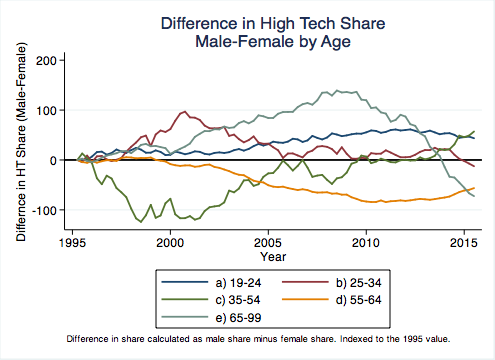 Difference in High Tech Share
Male-Female by Age
Differnce in HT Share (Male-Female)
200
100
0
-100
1995
2000
2005
2010
2015
Year
a) 19-24
b) 25-34
c) 35-54
d) 55-64
e) 65-99
Difference in share calculated as male share minus female share. Indexed to the 1995 value.